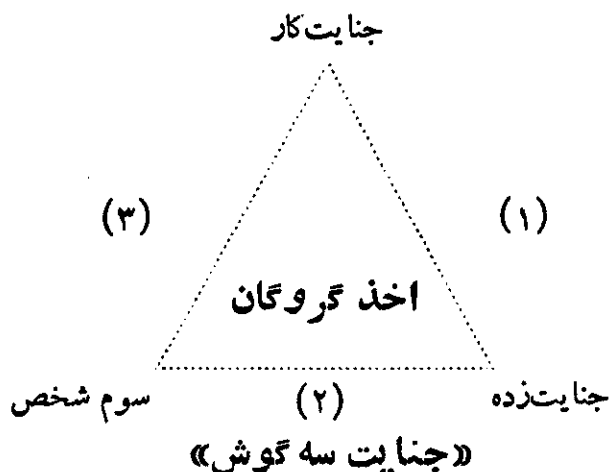 جنایت‌کار
(۳) (۱)
اخذ گروگان
سوم شخص (۲) جنایت‌زده
«جنایت سه گوش»